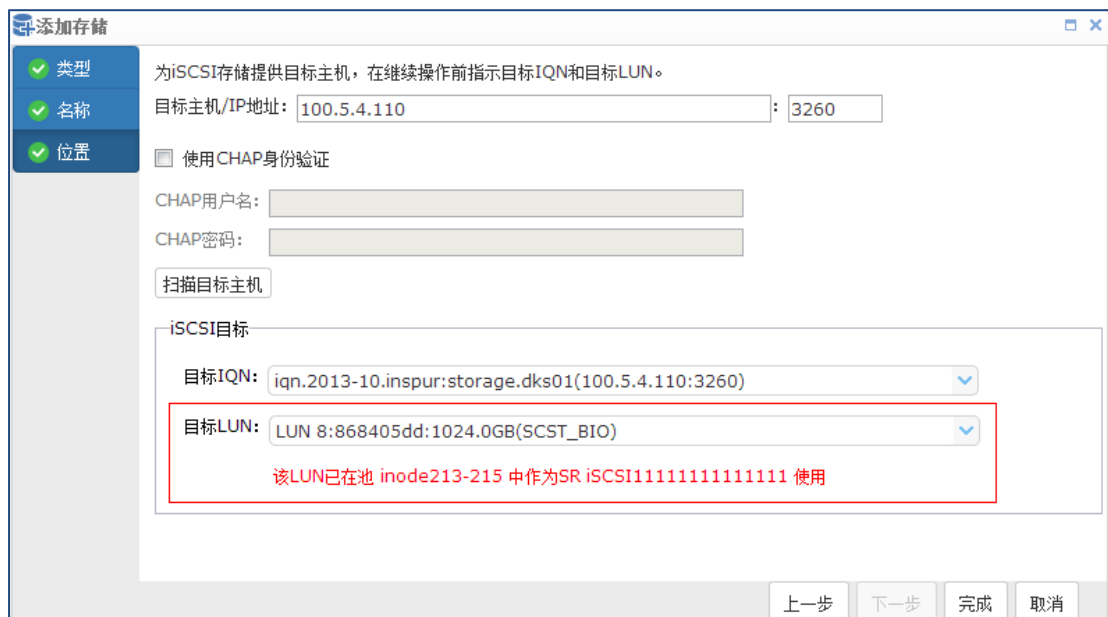 添加存储
类型
名称
位置
为iSCSI存储提供目标主机，在继续操作前指示目标IQN和目标LUN。
目标主机/IP地址： 100.5.4.110 : 3260
使用CHAP身份验证
CHAP用户名：
CHAP密码：
扫描目标主机
iSCSI目标
目标IQN： iqn.2013-10.inspur:storage.dks01(100.5.4.110:3260)
目标LUN： LUN 8:868405dd:1024.0GB(SCST_BIO)
该LUN已在池 inode213-215 中作为SR iSCSI11111111111111 使用
上一步 下一步 完成 取消